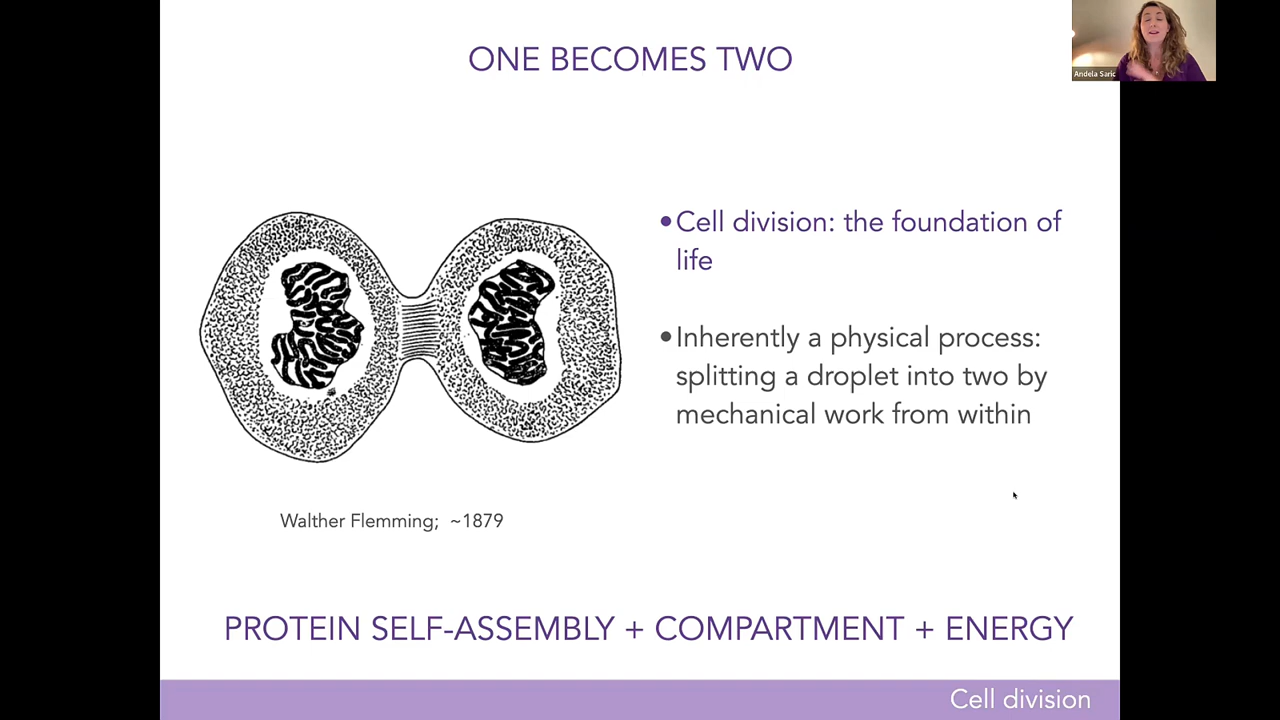 ONE BECOMES TWO
Andela Saric
•Cell division: the foundation of
life
•Inherently a physical process:
splitting a droplet into two by
mechanical work from within
Walther Flemming; ~1879
PROTEIN SELF-ASSEMBLY + COMPARTMENT + ENERGY
Cell division